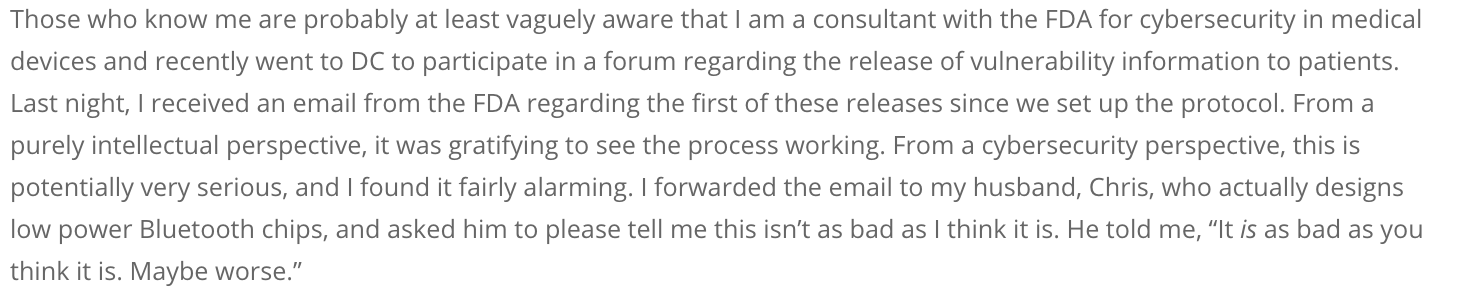 Those who know me are probably at least vaguely aware that I am a consultant with the FDA for cybersecurity in medical
devices and recently went to DC to participate in a forum regarding the release of vulnerability information to patients.
Last night, I received an email from the FDA regarding the first of these releases since we set up the protocol. From a
purely intellectual perspective, it was gratifying to see the process working. From a cybersecurity perspective, this is
potentially very serious, and I found it fairly alarming. I forwarded the email to my husband, Chris, who actually designs
low power Bluetooth chips, and asked him to please tell me this isn’t as bad as I think it is. He told me, “It is as bad as you
think it is. Maybe worse.”